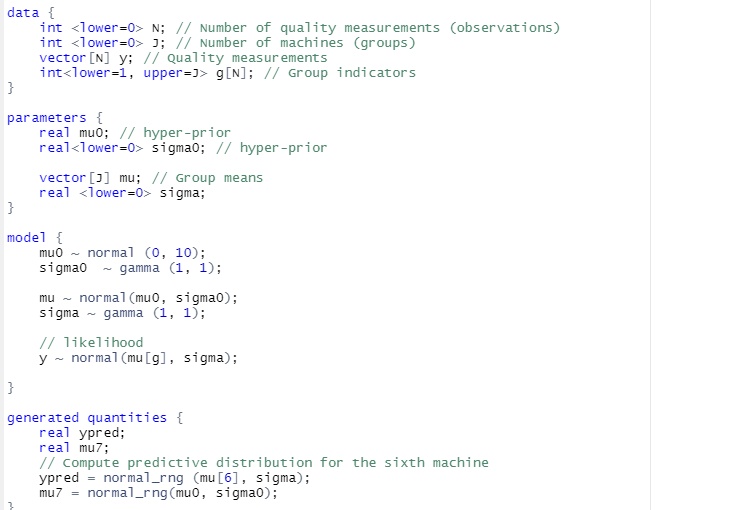 data {
    int <lower=0> N; // Number of quality measurements (observations)
    int <lower=0> J; // Number of machines (groups)
    vector[N] y; // Quality measurements
    int<lower=1, upper=J> g[N]; // Group indicators
}
parameters {
    real mu0; // hyper-prior
    real<lower=0> sigma0; // hyper-prior
    vector[J] mu; // Group means
    real <lower=0> sigma;
}
model {
    mu0 ~ normal (0, 10);
    sigma0  ~ gamma (1, 1);
    mu ~ normal(mu0, sigma0);
    sigma ~ gamma (1, 1);
    // likelihood
    y ~ normal(mu[g], sigma);
}
generated quantities {
    real ypred;
    real mu7;
    // Compute predictive distribution for the sixth machine
    ypred = normal_rng (mu[6], sigma);
    mu7 = normal_rng(mu0, sigma0);
}